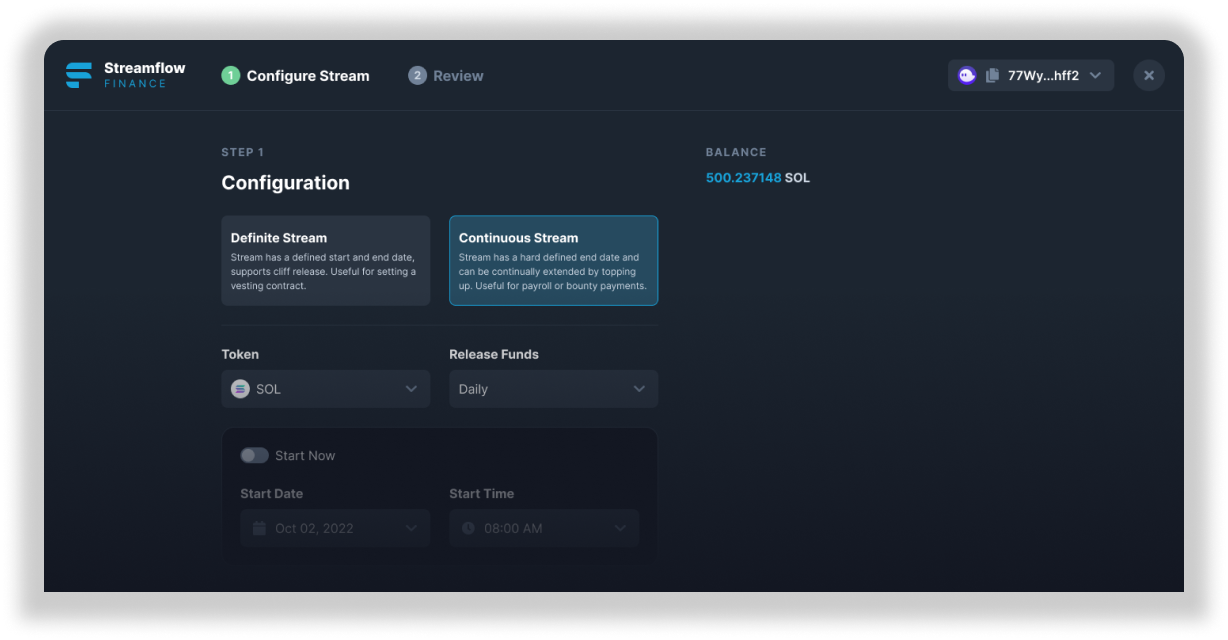 Streamflow
FINANCE
1 Configure Stream
2 Review
77Wy...hff2
STEP 1
Configuration
BALANCE
500.237148 SOL
Definite Stream
Stream has a defined start and end date,
supports cliff release. Useful for setting a
vesting contract.
Continuous Stream
Stream has a hard defined end date and
can be continually extended by topping
up. Useful for payroll or bounty payments.
Token
SOL
Release Funds
Daily
Start Now
Start Date
Oct 02, 2022
Start Time
08:00 AM